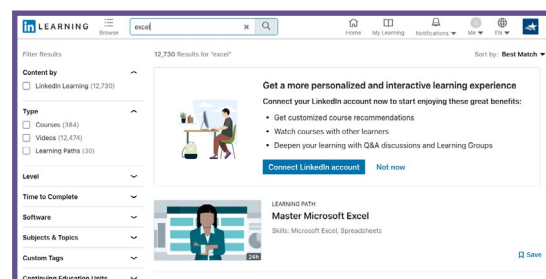 in LEARNING
Browse
excel
Home
My Learning
Notifications
Me
EN
Filter Results
12,730 Results for "excel"
Sort by: Best Match
Content by
LinkedIn Learning (12,730)
Type
Courses (384)
Videos (12,474)
Learning Paths (30)
Level
Time to Complete
Software
Subjects & Topics
Custom Tags
Continuing Education Units
Get a more personalized and interactive learning experience
Connect your LinkedIn account now to start enjoying these great benefits:
• Get customized course recommendations
• Watch courses with other learners
• Deepen your learning with Q&A discussions and Learning Groups
Connect LinkedIn account
Not now
24h
LEARNING PATH
Master Microsoft Excel
Skills: Microsoft Excel, Spreadsheets
Save